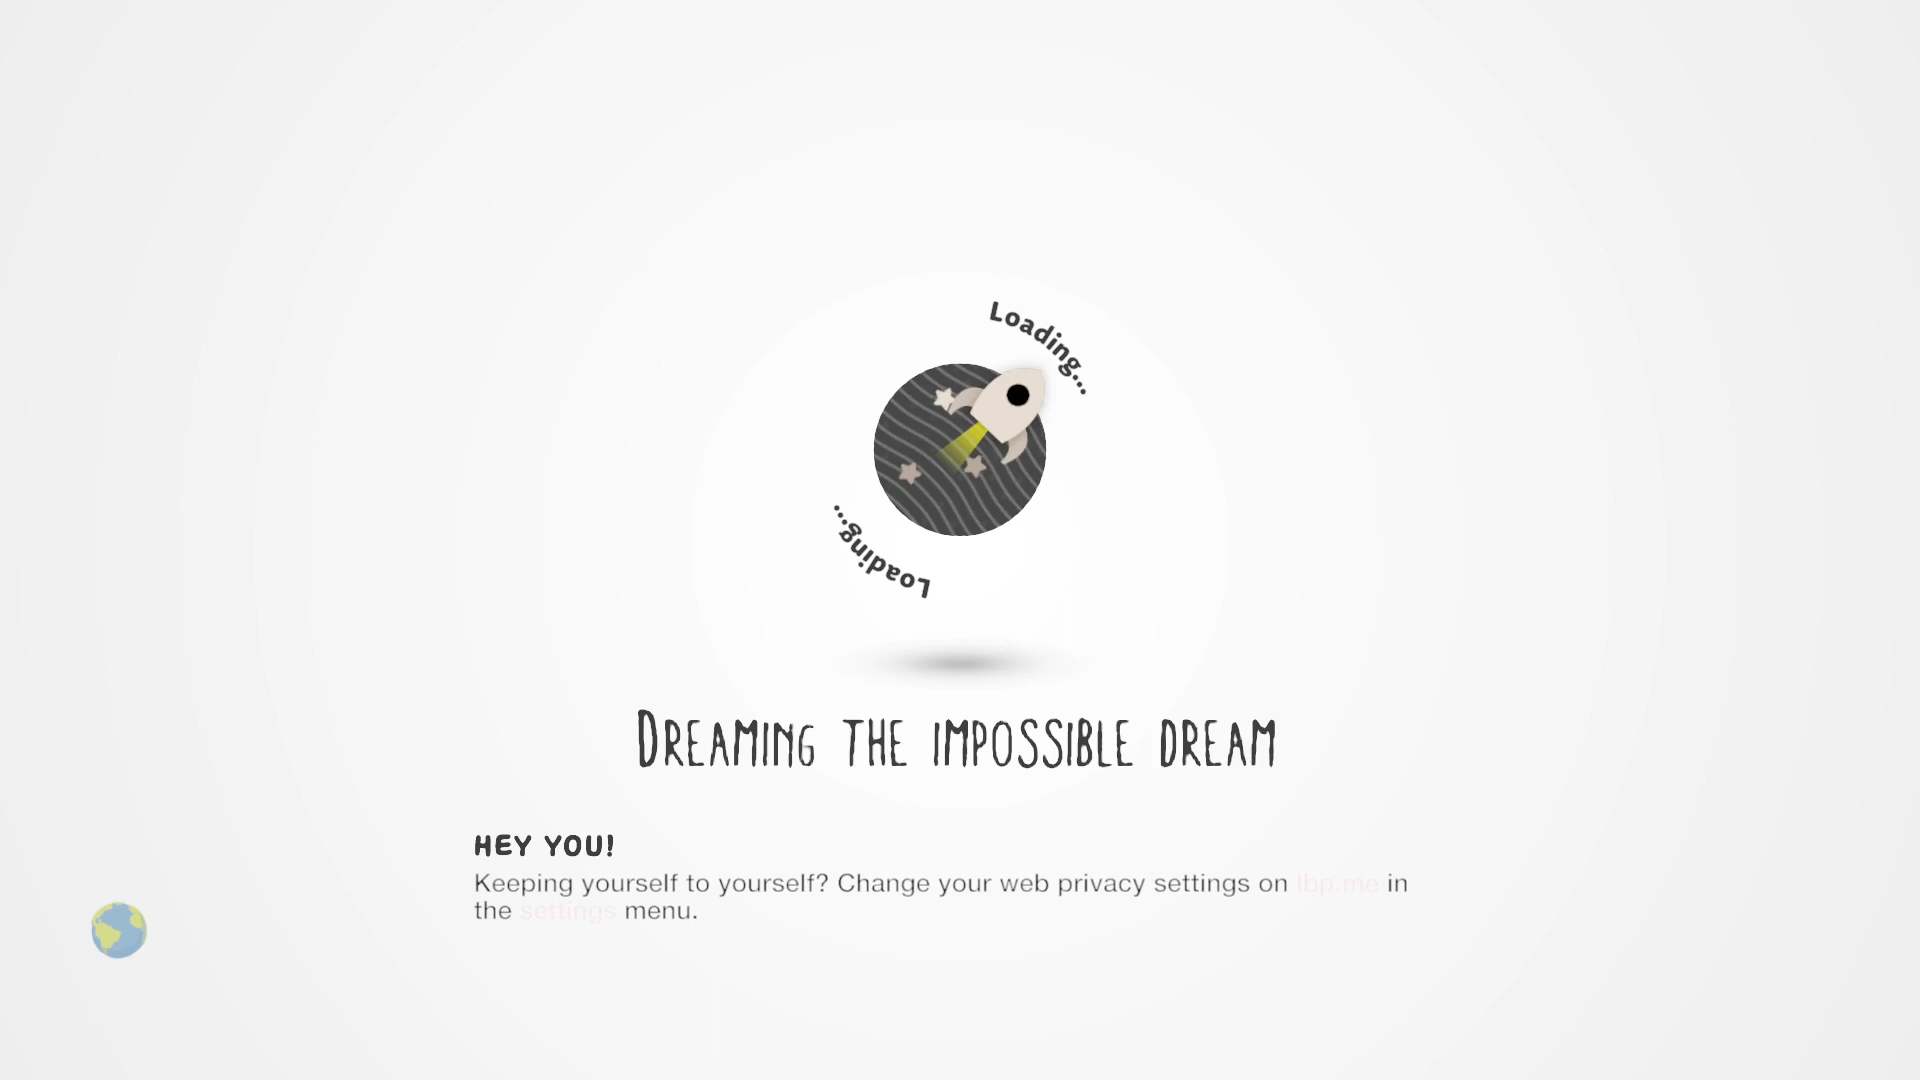 Loading...
Loading...
Dreaming the impossible dream
HEY YOU!
Keeping yourself to yourself? Change your web privacy settings on lbp.me in
the settings menu.